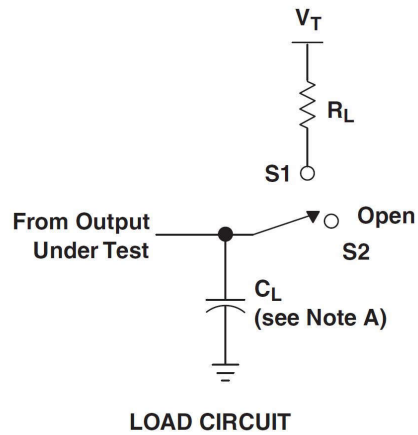 VT
RL
S1
Open
From Output
Under Test
S2
CL
(see Note A)
LOAD CIRCUIT